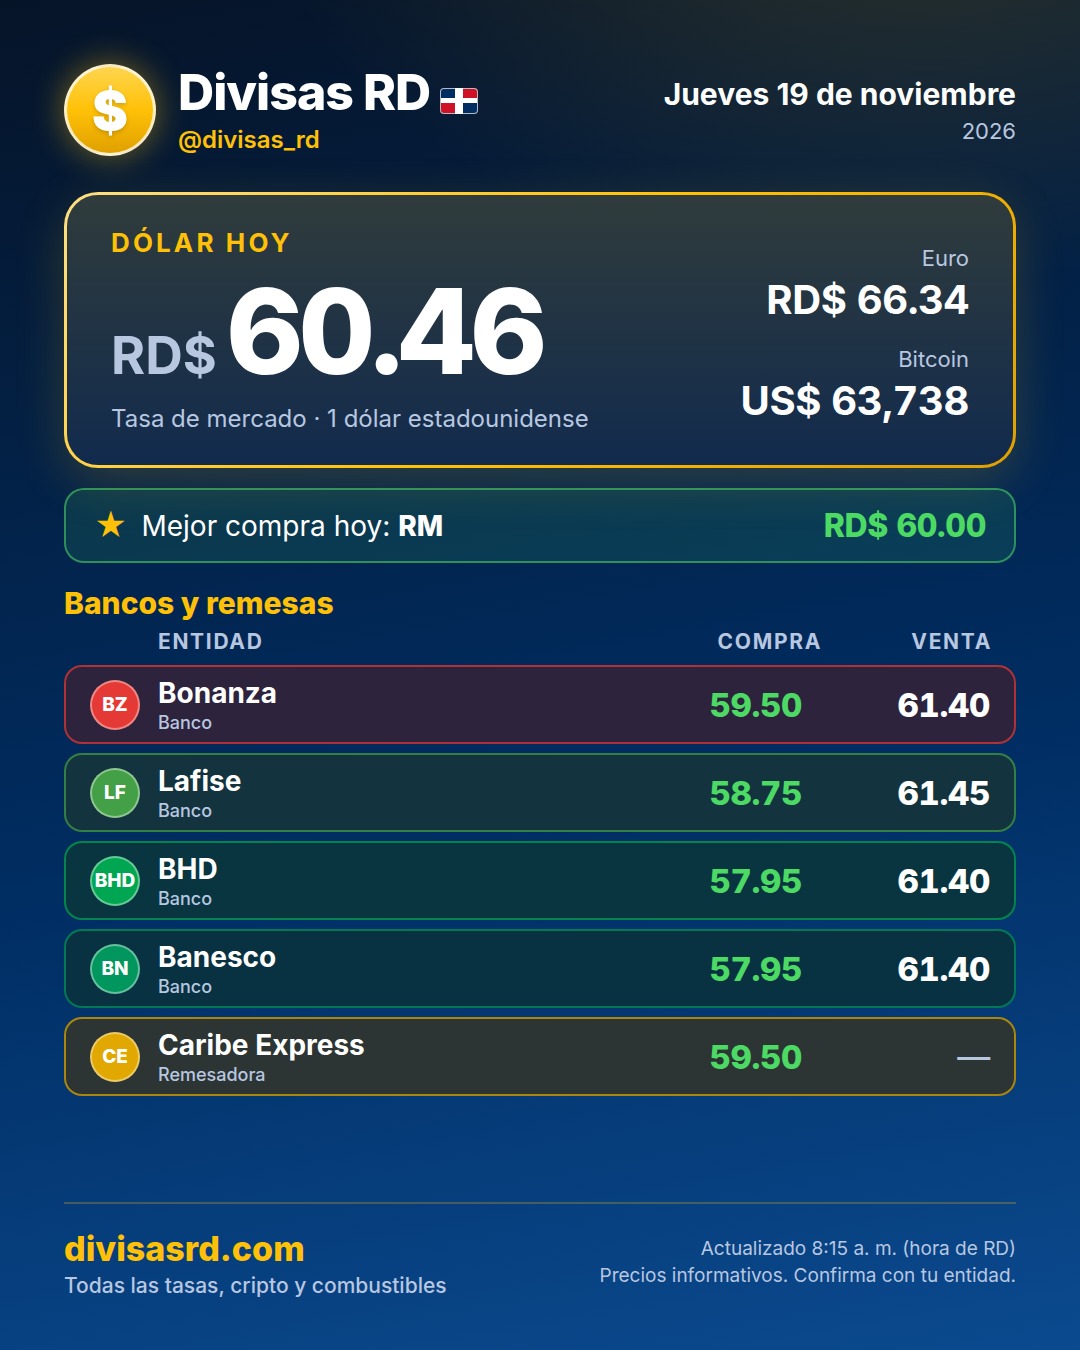 $
Divisas RD
@divisas_rd
Jueves 19 de noviembre
2026
DÓLAR HOY
RD$ 60.46
Tasa de mercado · 1 dólar estadounidense
Euro
RD$ 66.34
Bitcoin
US$ 63,738
★ Mejor compra hoy: RM RD$ 60.00
Bancos y remesas
ENTIDAD COMPRA VENTA
BZ Bonanza 59.50 61.40
Banco
LF Lafise 58.75 61.45
Banco
BHD BHD 57.95 61.40
Banco
BN Banesco 57.95 61.40
Banco
CE Caribe Express 59.50 —
Remesadora
divisasrd.com
Todas las tasas, cripto y combustibles
Actualizado 8:15 a. m. (hora de RD)
Precios informativos. Confirma con tu entidad.